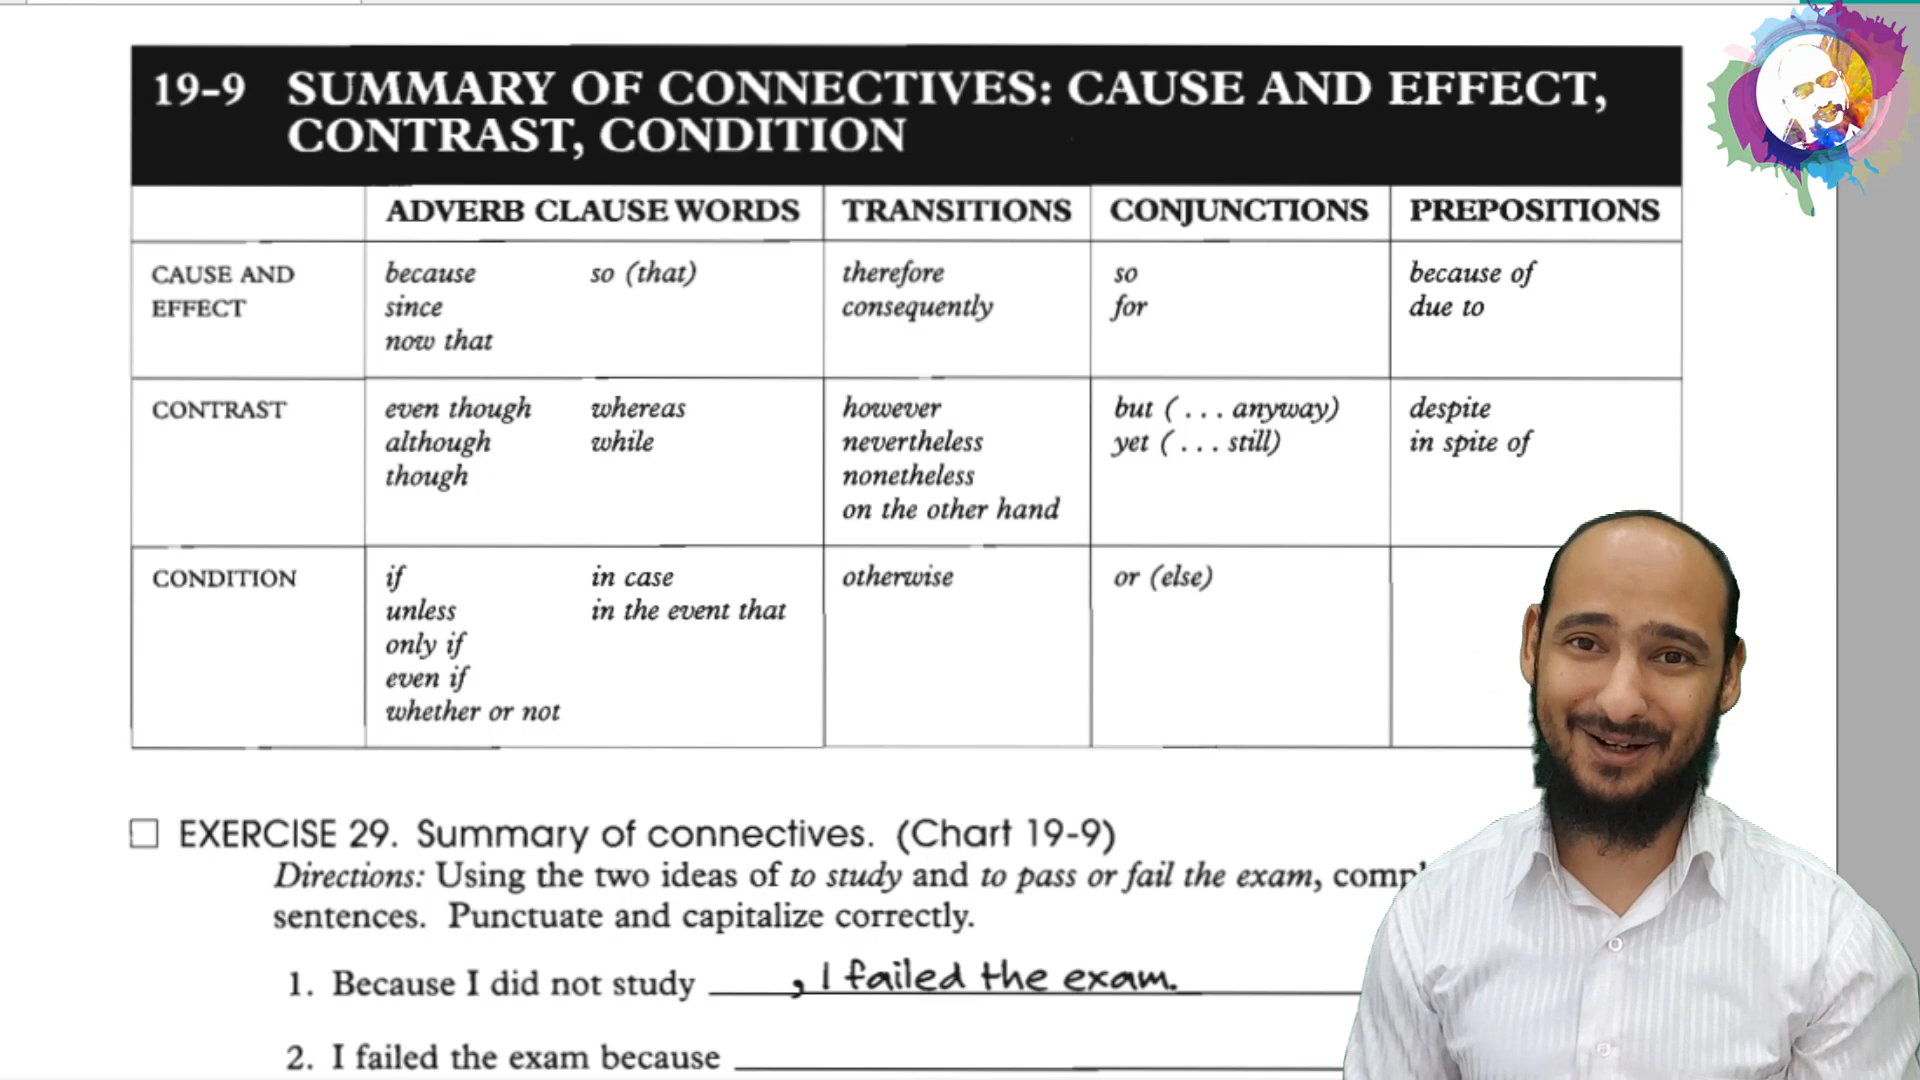 19-9 SUMMARY OF CONNECTIVES: CAUSE AND EFFECT,
CONTRAST, CONDITION
ADVERB CLAUSE WORDS TRANSITIONS CONJUNCTIONS PREPOSITIONS
CAUSE AND because so (that) therefore so because of
EFFECT since consequently for due to
now that
CONTRAST even though whereas however but (. . . anyway) despite
although while nevertheless yet (. . . still) in spite of
though nonetheless
on the other hand
CONDITION if in case otherwise or (else)
unless in the event that
only if
even if
whether or not
☐ EXERCISE 29. Summary of connectives. (Chart 19-9)
Directions: Using the two ideas of to study and to pass or fail the exam,
sentences. Punctuate and capitalize correctly.
1. Because I did not study ____, I failed the exam.
2. I failed the exam because ____